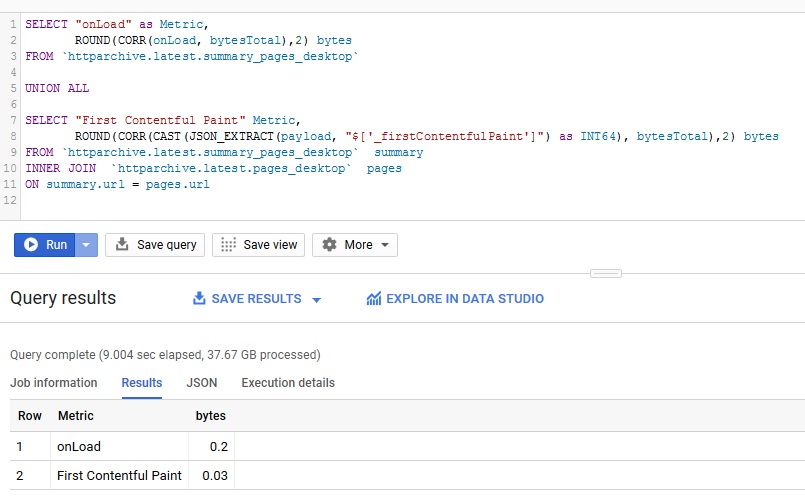 1 SELECT "onLoad" as Metric,
2 ROUND(CORR(onLoad, bytesTotal),2) bytes
3 FROM `httparchive.latest.summary_pages_desktop`
4
5 UNION ALL
6
7 SELECT "First Contentful Paint" Metric,
8 ROUND(CORR(CAST(JSON_EXTRACT(payload, "$['_firstContentfulPaint']") as INT64), bytesTotal),2) bytes
9 FROM `httparchive.latest.summary_pages_desktop` summary
10 INNER JOIN `httparchive.latest.pages_desktop` pages
11 ON summary.url = pages.url
12
Run Save query Save view More
Query results SAVE RESULTS EXPLORE IN DATA STUDIO
Query complete (9.004 sec elapsed, 37.67 GB processed)
Job information Results JSON Execution details
Row Metric bytes
1 onLoad 0.2
2 First Contentful Paint 0.03